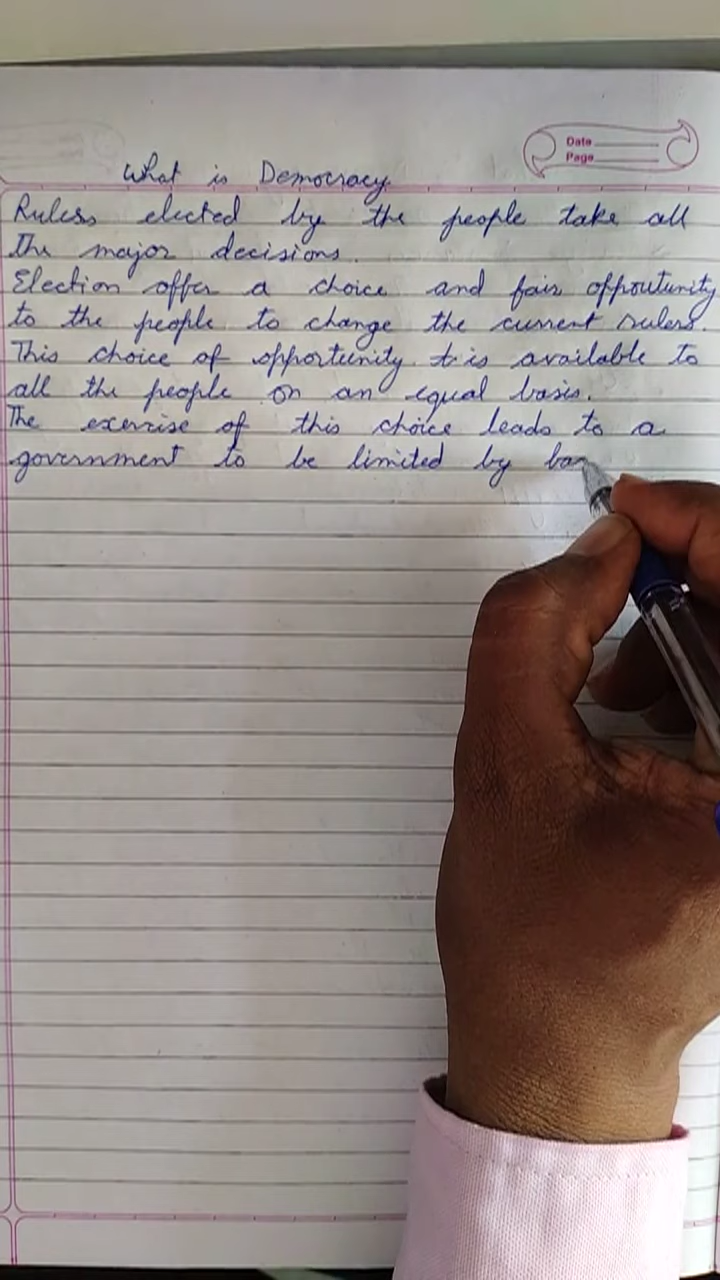 Date
Page
What is Democracy
Rulers elected by the people take all
the major decisions.
Election offer a choice and fair opportunity
to the people to change the current rulers.
This choice of opportunity. It is available to
all the people on an equal basis.
The exercise of this choice leads to a
government to be limited by bas